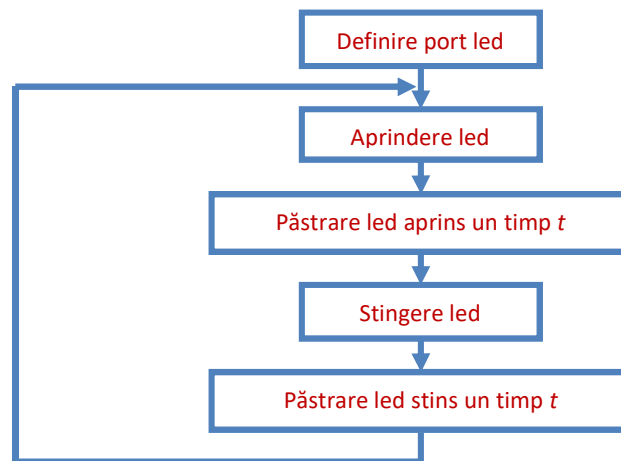 Definire port led
Aprindere led
Păstrare led aprins un timp t
Stingere led
Păstrare led stins un timp t